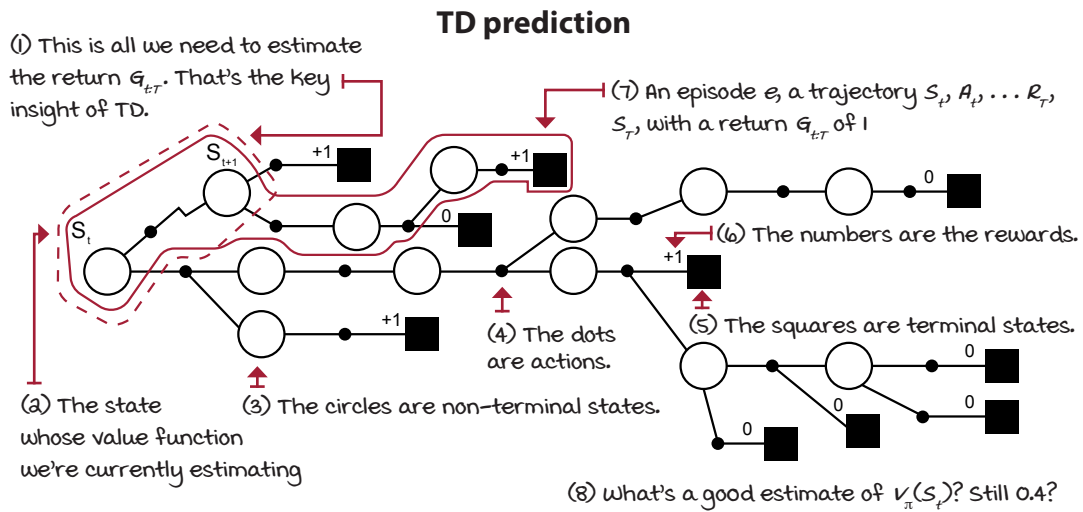 TD prediction
(1) This is all we need to estimate
the return G_{t:T}. That's the key
insight of TD.
(7) An episode e, a trajectory S_t, A_t, ... R_T,
S_T, with a return G_{t:T} of 1
S_{t+1}
+1
+1
0
S_t
0
(6) The numbers are the rewards.
+1
(5) The squares are terminal states.
+1
(4) The dots
are actions.
(2) The state
whose value function
we're currently estimating
(3) The circles are non-terminal states.
0
0
0
0
(8) What's a good estimate of v_π(S_t)? Still 0.4?